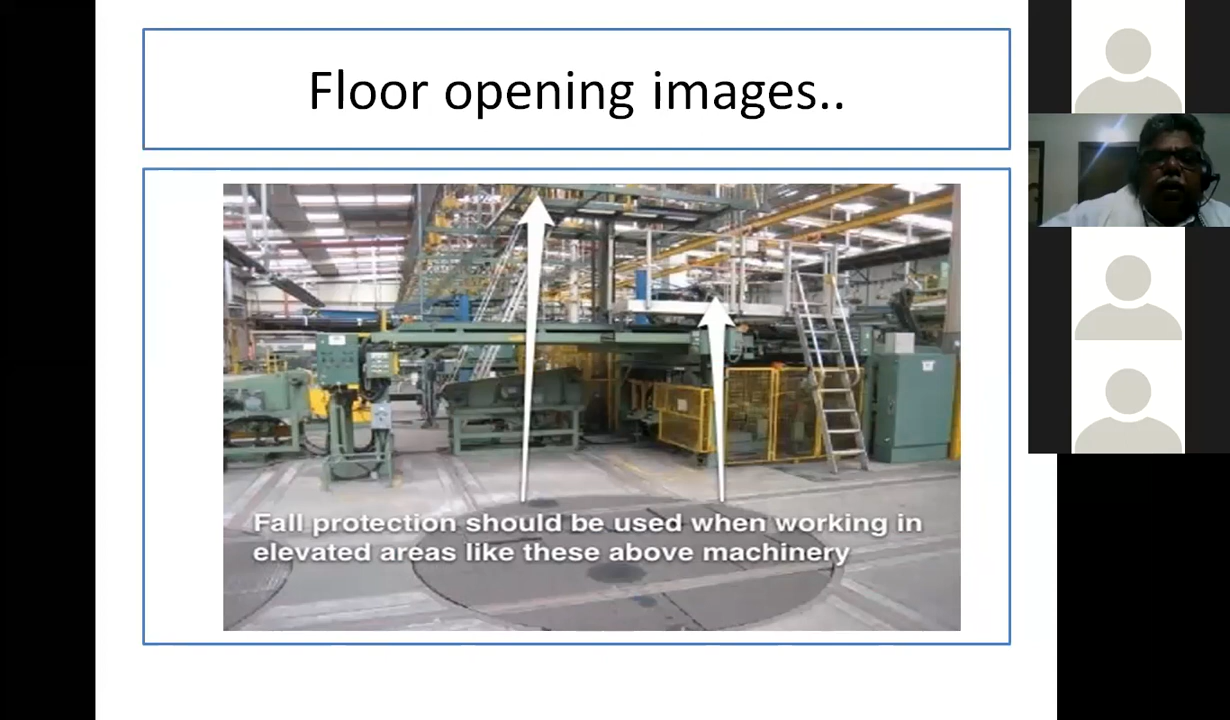 Floor opening images..
Fall protection should be used when working in
elevated areas like these above machinery